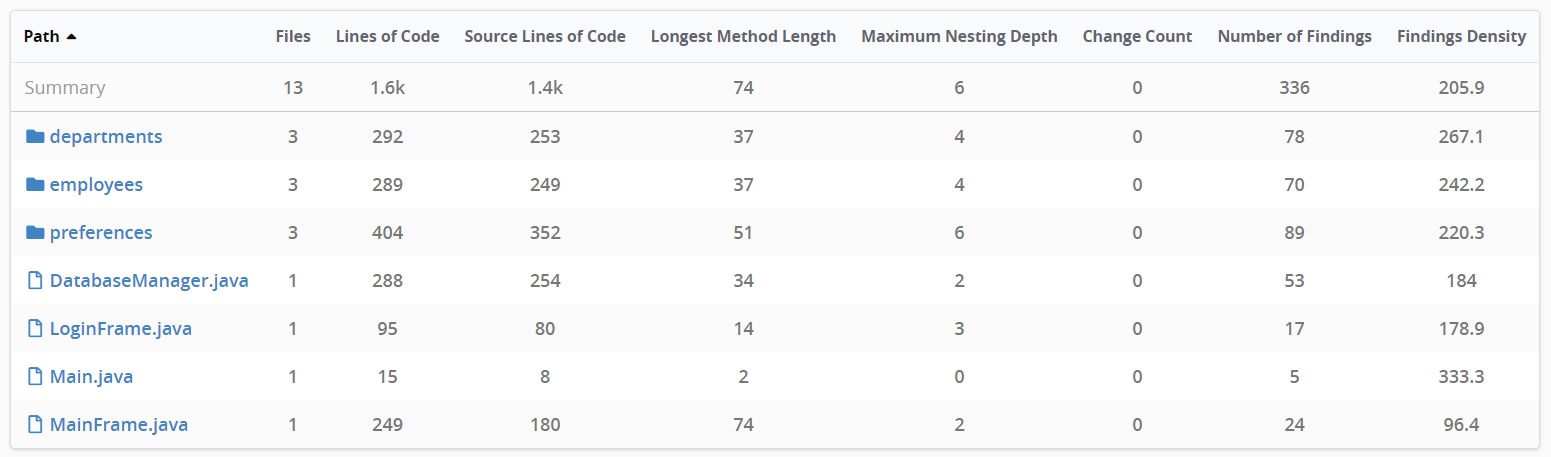 Path Files Lines of Code Source Lines of Code Longest Method Length Maximum Nesting Depth Change Count Number of Findings Findings Density
Summary 13 1.6k 1.4k 74 6 0 336 205.9
departments 3 292 253 37 4 0 78 267.1
employees 3 289 249 37 4 0 70 242.2
preferences 3 404 352 51 6 0 89 220.3
DatabaseManager.java 1 288 254 34 2 0 53 184
LoginFrame.java 1 95 80 14 3 0 17 178.9
Main.java 1 15 8 2 0 0 5 333.3
MainFrame.java 1 249 180 74 2 0 24 96.4